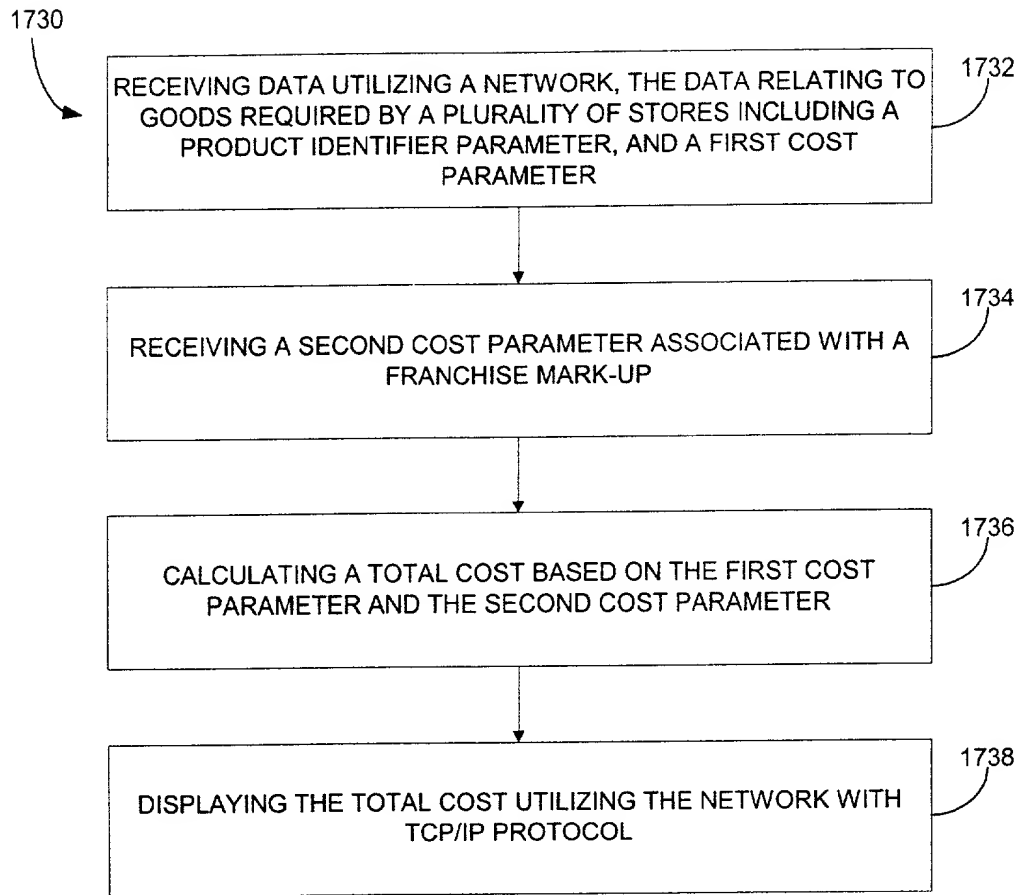 1730
RECEIVING DATA UTILIZING A NETWORK, THE DATA RELATING TO
GOODS REQUIRED BY A PLURALITY OF STORES INCLUDING A
PRODUCT IDENTIFIER PARAMETER, AND A FIRST COST
PARAMETER
1732
RECEIVING A SECOND COST PARAMETER ASSOCIATED WITH A
FRANCHISE MARK-UP
1734
CALCULATING A TOTAL COST BASED ON THE FIRST COST
PARAMETER AND THE SECOND COST PARAMETER
1736
DISPLAYING THE TOTAL COST UTILIZING THE NETWORK WITH
TCP/IP PROTOCOL
1738